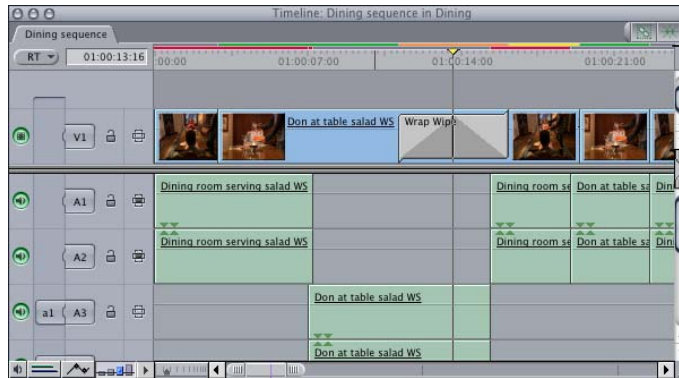 Timeline: Dining sequence in Dining
Dining sequence
RT 01:00:13:16 00:00 01:00:07:00 01:00:14:00 01:00:21:00
V1 Don at table salad WS Wrap Wipe
A1 Dining room serving salad WS Dining room se Don at table sa Din
A2 Dining room serving salad WS Dining room se Don at table sa Din
a1 A3 Don at table salad WS
Don at table salad WS